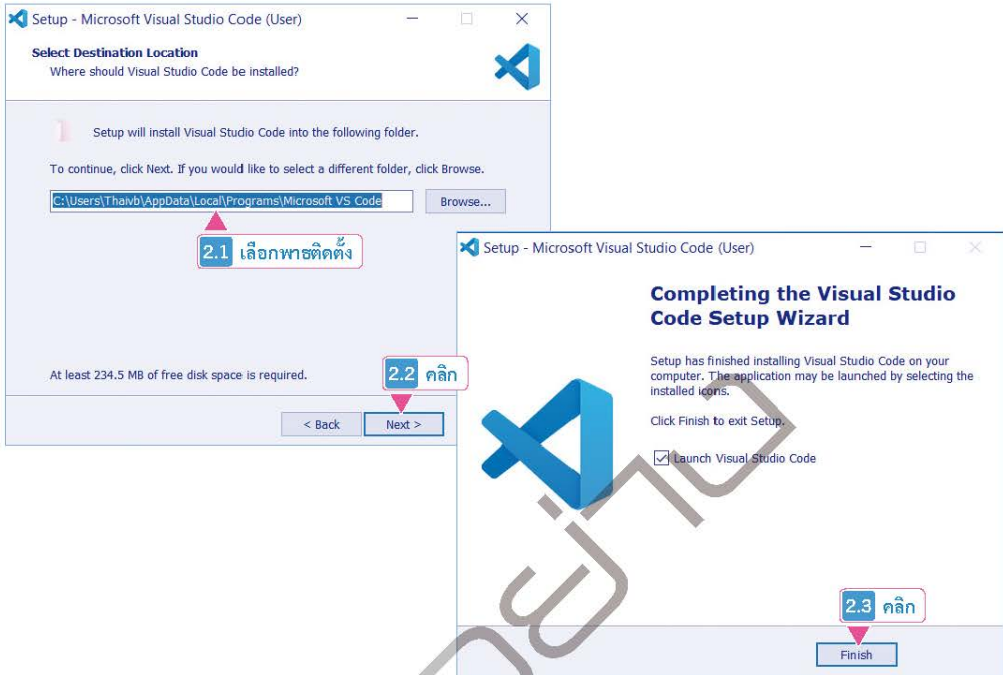 Setup - Microsoft Visual Studio Code (User)
Select Destination Location
Where should Visual Studio Code be installed?
Setup will install Visual Studio Code into the following folder.
To continue, click Next. If you would like to select a different folder, click Browse.
C:\Users\Thaivb\AppData\Local\Programs\Microsoft VS Code
Browse...
2.1 เลือกพาธติดตั้ง
At least 234.5 MB of free disk space is required.
2.2 คลิก
< Back
Next >
Setup - Microsoft Visual Studio Code (User)
Completing the Visual Studio
Code Setup Wizard
Setup has finished installing Visual Studio Code on your
computer. The application may be launched by selecting the
installed icons.
Click Finish to exit Setup.
Launch Visual Studio Code
2.3 คลิก
Finish